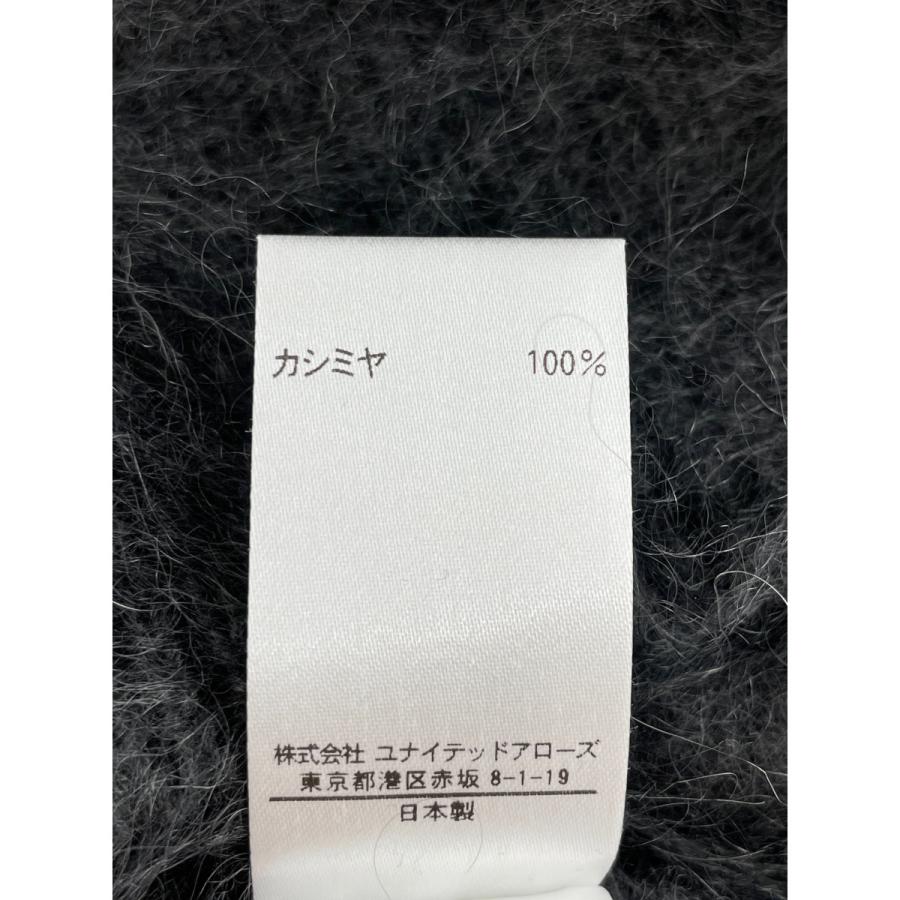 カシミヤ 100%
株式会社 ユナイテッドアローズ
東京都港区赤坂 8-1-19
日本製